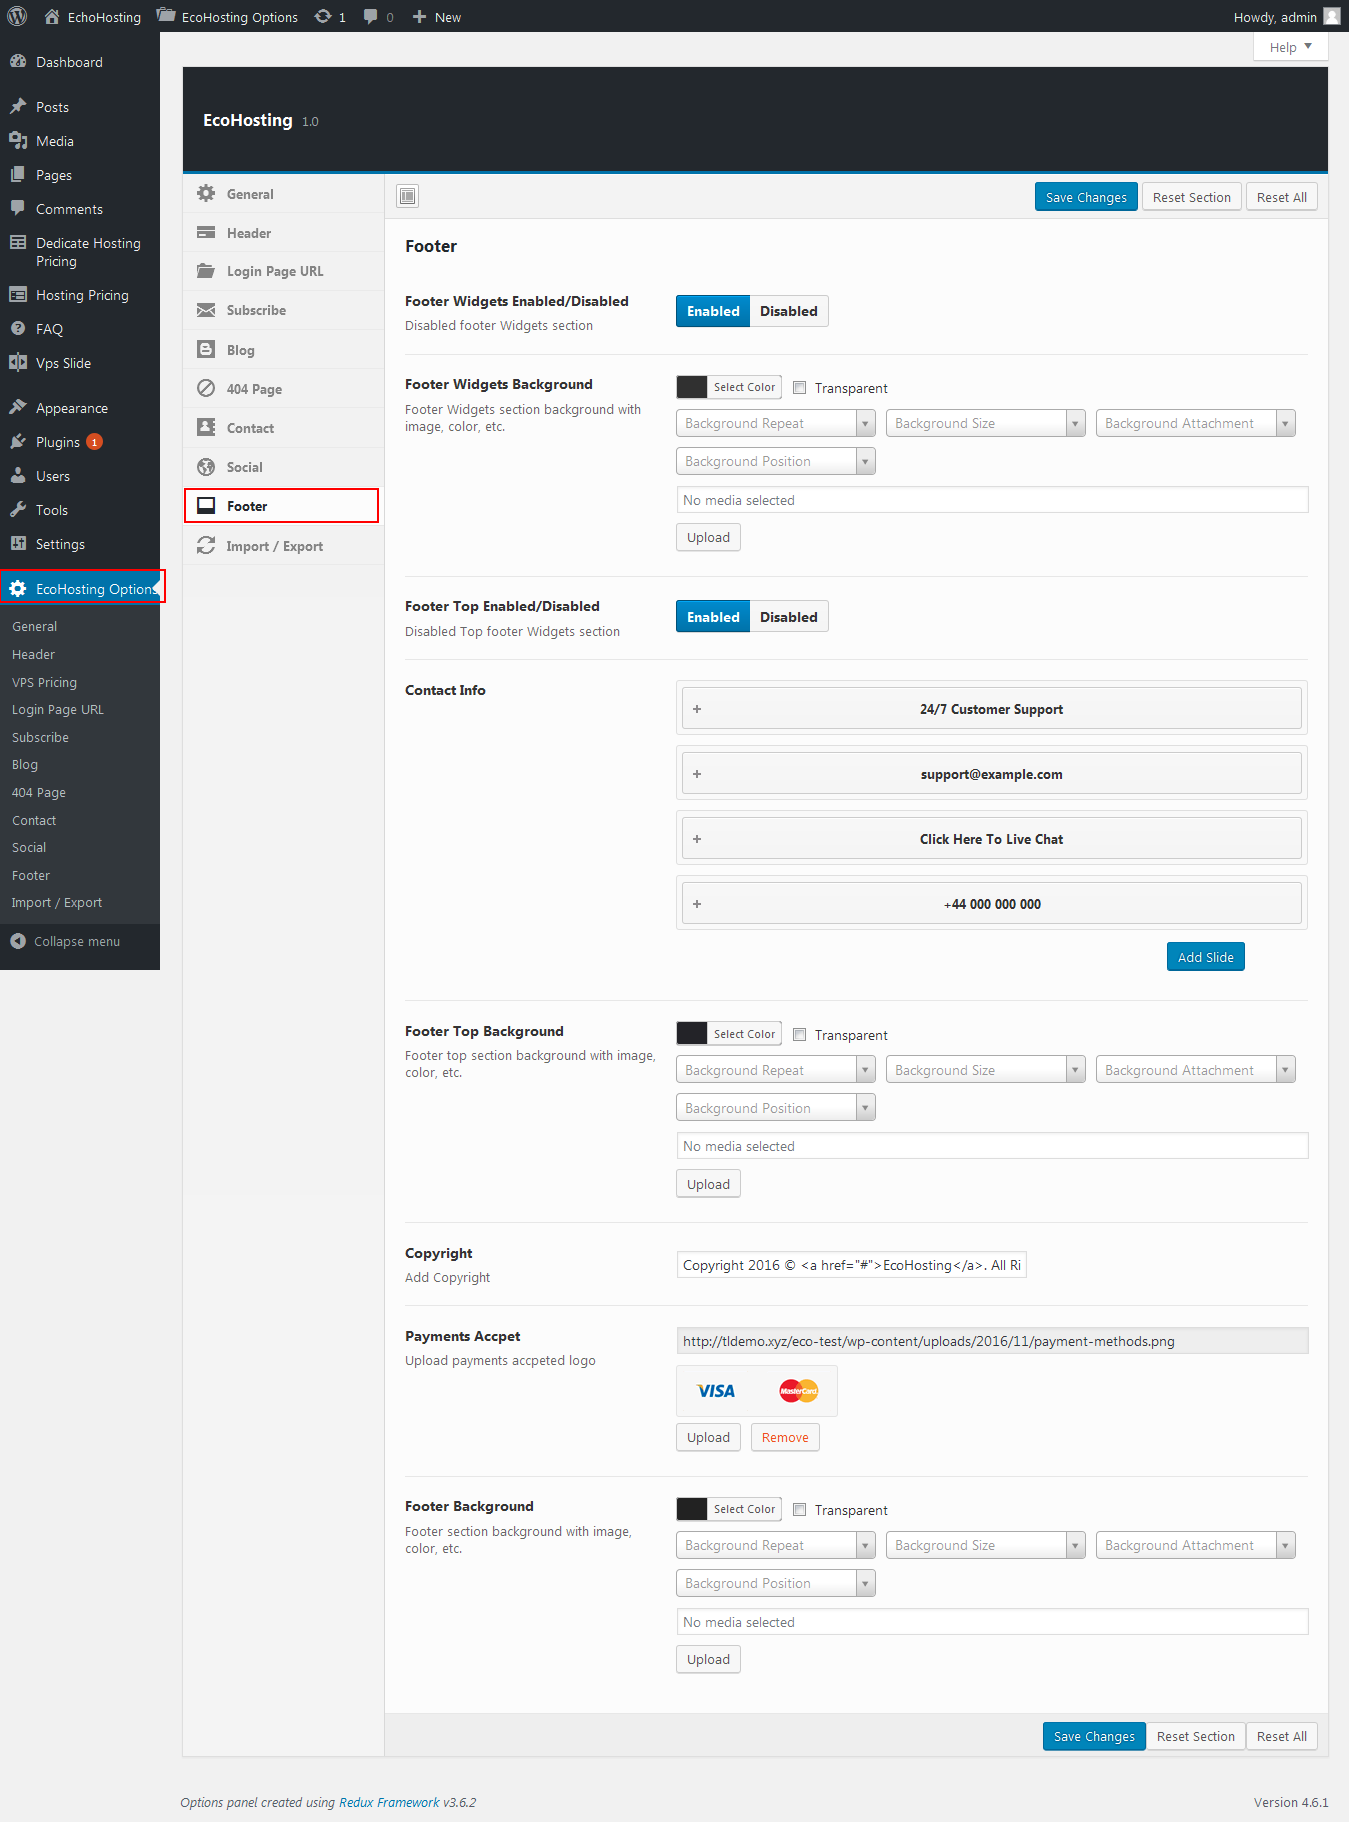 EchoHosting EcoHosting Options 1 0 New Howdy, admin
Help
Dashboard
Posts
Media
Pages
Comments
Dedicate Hosting
Pricing
Hosting Pricing
FAQ
Vps Slide
Appearance
Plugins 1
Users
Tools
Settings
EcoHosting Options
General
Header
VPS Pricing
Login Page URL
Subscribe
Blog
404 Page
Contact
Social
Footer
Import / Export
Collapse menu
EcoHosting 1.0
General
Header
Login Page URL
Subscribe
Blog
404 Page
Contact
Social
Footer
Import / Export
Save Changes Reset Section Reset All
Footer
Footer Widgets Enabled/Disabled
Disabled footer Widgets section
Enabled Disabled
Footer Widgets Background
Footer Widgets section background with
image, color, etc.
Select Color Transparent
Background Repeat Background Size Background Attachment
Background Position
No media selected
Upload
Footer Top Enabled/Disabled
Disabled Top footer Widgets section
Enabled Disabled
Contact Info
+ 24/7 Customer Support
+ support@example.com
+ Click Here To Live Chat
+ +44 000 000 000
Add Slide
Footer Top Background
Footer top section background with image,
color, etc.
Select Color Transparent
Background Repeat Background Size Background Attachment
Background Position
No media selected
Upload
Copyright
Add Copyright
Copyright 2016 © <a href="#">EcoHosting</a>. All Ri
Payments Accpet
Upload payments accpeted logo
http://tldemo.xyz/eco-test/wp-content/uploads/2016/11/payment-methods.png
VISA MasterCard
Upload Remove
Footer Background
Footer section background with image,
color, etc.
Select Color Transparent
Background Repeat Background Size Background Attachment
Background Position
No media selected
Upload
Save Changes Reset Section Reset All
Options panel created using Redux Framework v3.6.2
Version 4.6.1